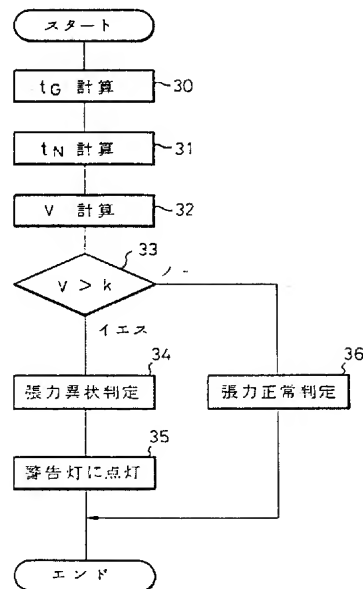 スタート
tG 計算
30
tN 計算
31
V 計算
32
33
V > k
ノー
イエス
34
36
張力異状判定
張力正常判定
35
警告灯に点灯
エンド